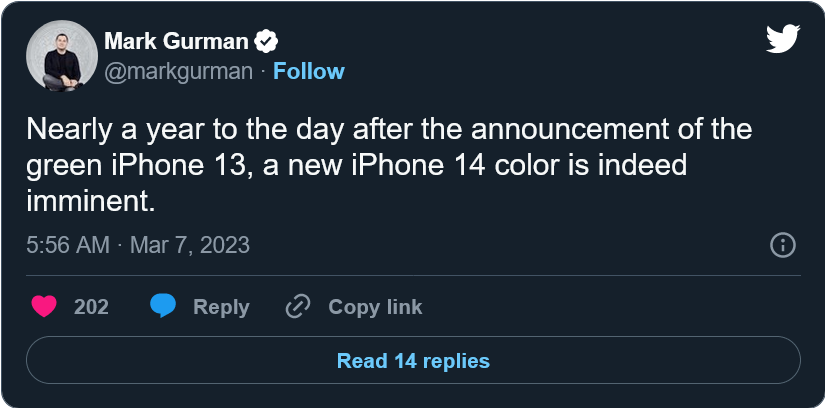 Mark Gurman
@markgurman · Follow
Nearly a year to the day after the announcement of the
green iPhone 13, a new iPhone 14 color is indeed
imminent.
5:56 AM · Mar 7, 2023
202 Reply Copy link
Read 14 replies